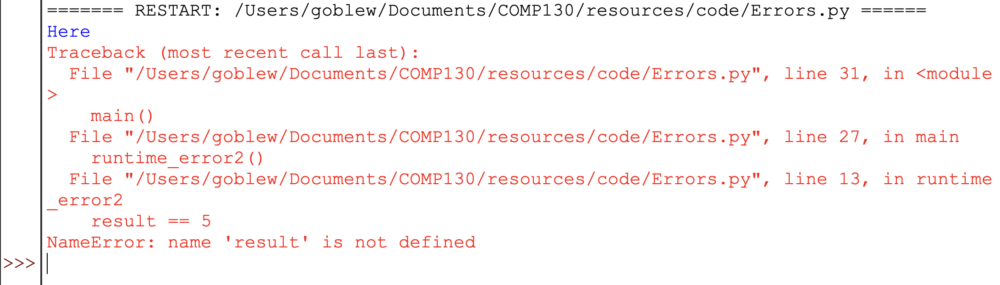 ======= RESTART: /Users/goblew/Documents/COMP130/resources/code/Errors.py ======
Here
Traceback (most recent call last):
  File "/Users/goblew/Documents/COMP130/resources/code/Errors.py", line 31, in <module
>
    main()
  File "/Users/goblew/Documents/COMP130/resources/code/Errors.py", line 27, in main
    runtime_error2()
  File "/Users/goblew/Documents/COMP130/resources/code/Errors.py", line 13, in runtime
_error2
    result == 5
NameError: name 'result' is not defined
>>>